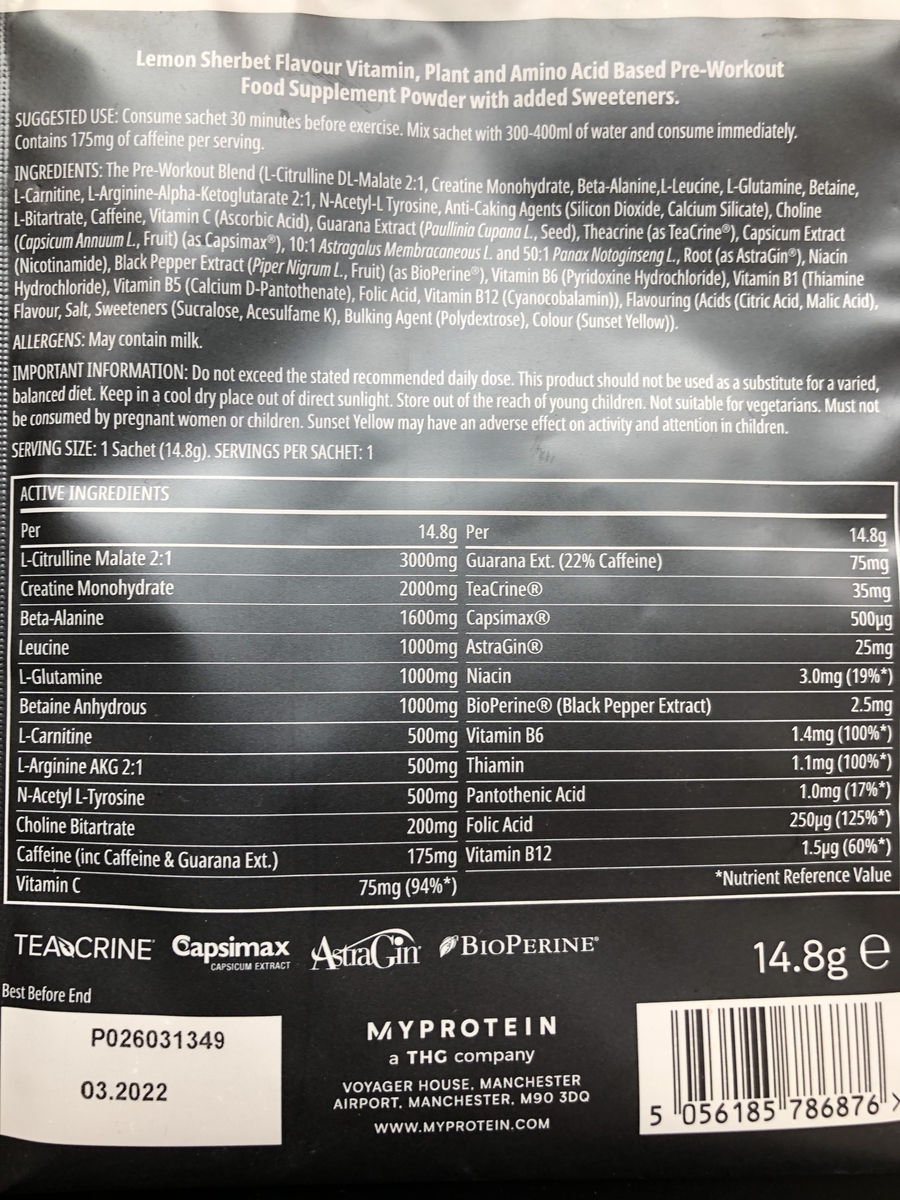 Lemon Sherbet Flavour Vitamin, Plant and Amino Acid Based Pre-Workout
Food Supplement Powder with added Sweeteners.
SUGGESTED USE: Consume sachet 30 minutes before exercise. Mix sachet with 300-400ml of water and consume immediately.
Contains 175mg of caffeine per serving.
INGREDIENTS: The Pre-Workout Blend (L-Citrulline DL-Malate 2:1, Creatine Monohydrate, Beta-Alanine,L-Leucine, L-Glutamine, Betaine,
L-Carnitine, L-Arginine-Alpha-Ketoglutarate 2:1, N-Acetyl-L Tyrosine, Anti-Caking Agents (Silicon Dioxide, Calcium Silicate), Choline
L-Bitartrate, Caffeine, Vitamin C (Ascorbic Acid), Guarana Extract (Paullinia Cupana L., Seed), Theacrine (as TeaCrine®), Capsicum Extract
(Capsicum Annuum L., Fruit) (as Capsimax®), 10:1 Astragalus Membracaneous L. and 50:1 Panax Notoginseng L., Root (as AstraGin®), Niacin
(Nicotinamide), Black Pepper Extract (Piper Nigrum L., Fruit) (as BioPerine®), Vitamin B6 (Pyridoxine Hydrochloride), Vitamin B1 (Thiamine
Hydrochloride), Vitamin B5 (Calcium D-Pantothenate), Folic Acid, Vitamin B12 (Cyanocobalamin)), Flavouring (Acids (Citric Acid, Malic Acid),
Flavour, Salt, Sweeteners (Sucralose, Acesulfame K), Bulking Agent (Polydextrose), Colour (Sunset Yellow)).
ALLERGENS: May contain milk.
IMPORTANT INFORMATION: Do not exceed the stated recommended daily dose. This product should not be used as a substitute for a varied,
balanced diet. Keep in a cool dry place out of direct sunlight. Store out of the reach of young children. Not suitable for vegetarians. Must not
be consumed by pregnant women or children. Sunset Yellow may have an adverse effect on activity and attention in children.
SERVING SIZE: 1 Sachet (14.8g). SERVINGS PER SACHET: 1
ACTIVE INGREDIENTS
Per 14.8g Per 14.8g
L-Citrulline Malate 2:1 3000mg Guarana Ext. (22% Caffeine) 75mg
Creatine Monohydrate 2000mg TeaCrine® 35mg
Beta-Alanine 1600mg Capsimax® 500µg
Leucine 1000mg AstraGin® 25mg
L-Glutamine 1000mg Niacin 3.0mg (19%*)
Betaine Anhydrous 1000mg BioPerine® (Black Pepper Extract) 2.5mg
L-Carnitine 500mg Vitamin B6 1.4mg (100%*)
L-Arginine AKG 2:1 500mg Thiamin 1.1mg (100%*)
N-Acetyl L-Tyrosine 500mg Pantothenic Acid 1.0mg (17%*)
Choline Bitartrate 200mg Folic Acid 250µg (125%*)
Caffeine (inc Caffeine & Guarana Ext.) 175mg Vitamin B12 1.5µg (60%*)
Vitamin C 75mg (94%*) *Nutrient Reference Value
TEACRINE® Capsimax CAPSICUM EXTRACT AstraGin BIOPERINE® 14.8g ℮
Best Before End
P026031349
03.2022
MYPROTEIN
a THG company
VOYAGER HOUSE, MANCHESTER
AIRPORT, MANCHESTER, M90 3DQ
WWW.MYPROTEIN.COM
5 056185 786876 >